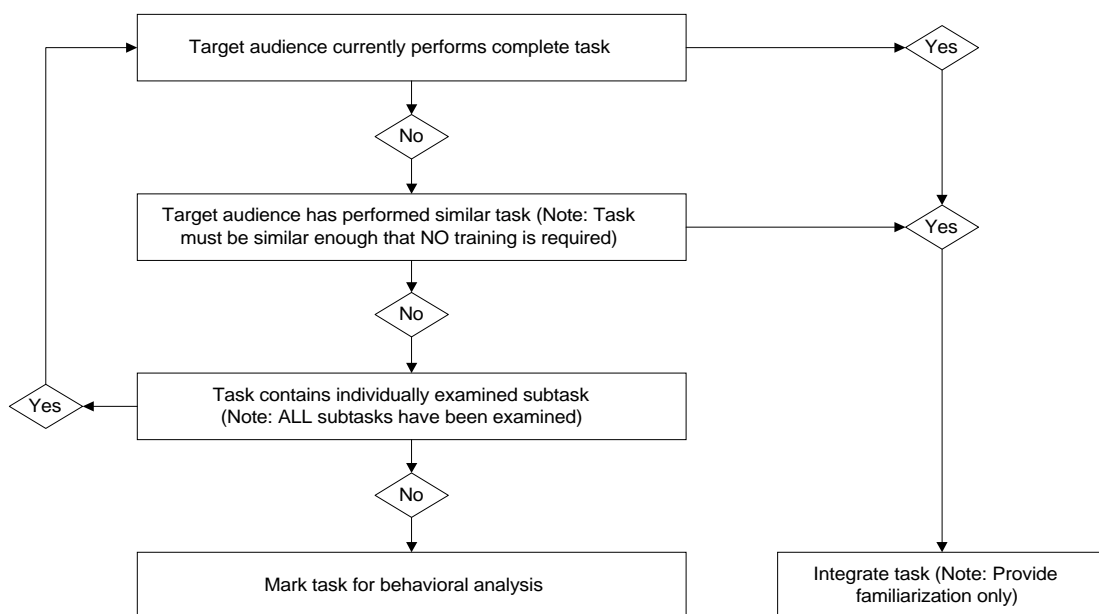 Target audience currently performs complete task
Yes
No
Target audience has performed similar task (Note: Task
must be similar enough that NO training is required)
Yes
No
Yes
Task contains individually examined subtask
(Note: ALL subtasks have been examined)
No
Mark task for behavioral analysis
Integrate task (Note: Provide
familiarization only)